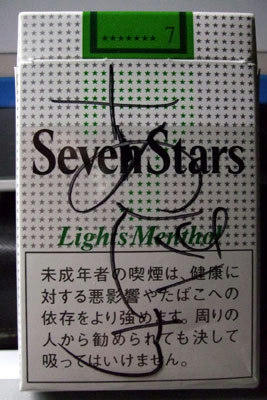 ******* 7
SevenStars
Lights Menthol
未成年者の喫煙は、健康に
対する悪影響やたばこへの
依存をより強めます。周りの
人から勧められても決して
吸ってはいけません。